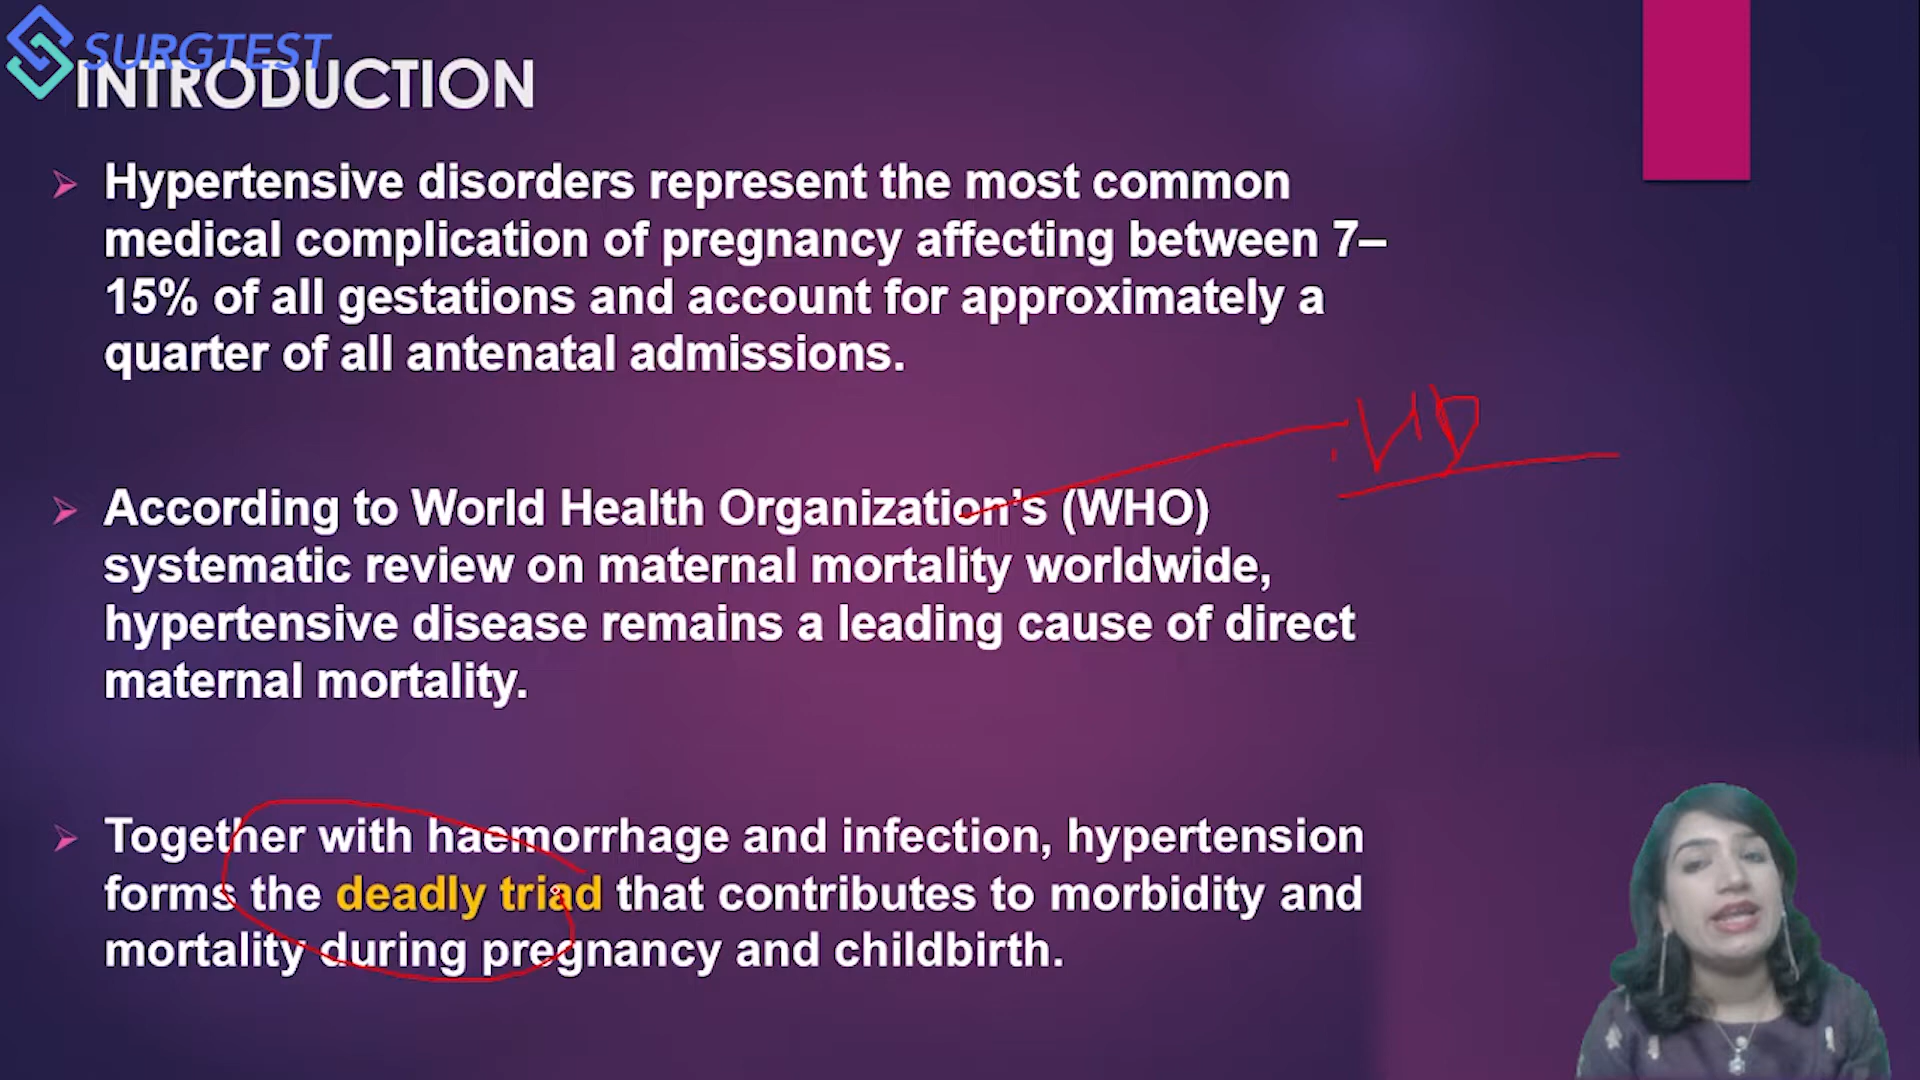 SURGTEST
INTRODUCTION
Hypertensive disorders represent the most common
medical complication of pregnancy affecting between 7–
15% of all gestations and account for approximately a
quarter of all antenatal admissions.
According to World Health Organization’s (WHO)
systematic review on maternal mortality worldwide,
hypertensive disease remains a leading cause of direct
maternal mortality.
Together with haemorrhage and infection, hypertension
forms the deadly triad that contributes to morbidity and
mortality during pregnancy and childbirth.